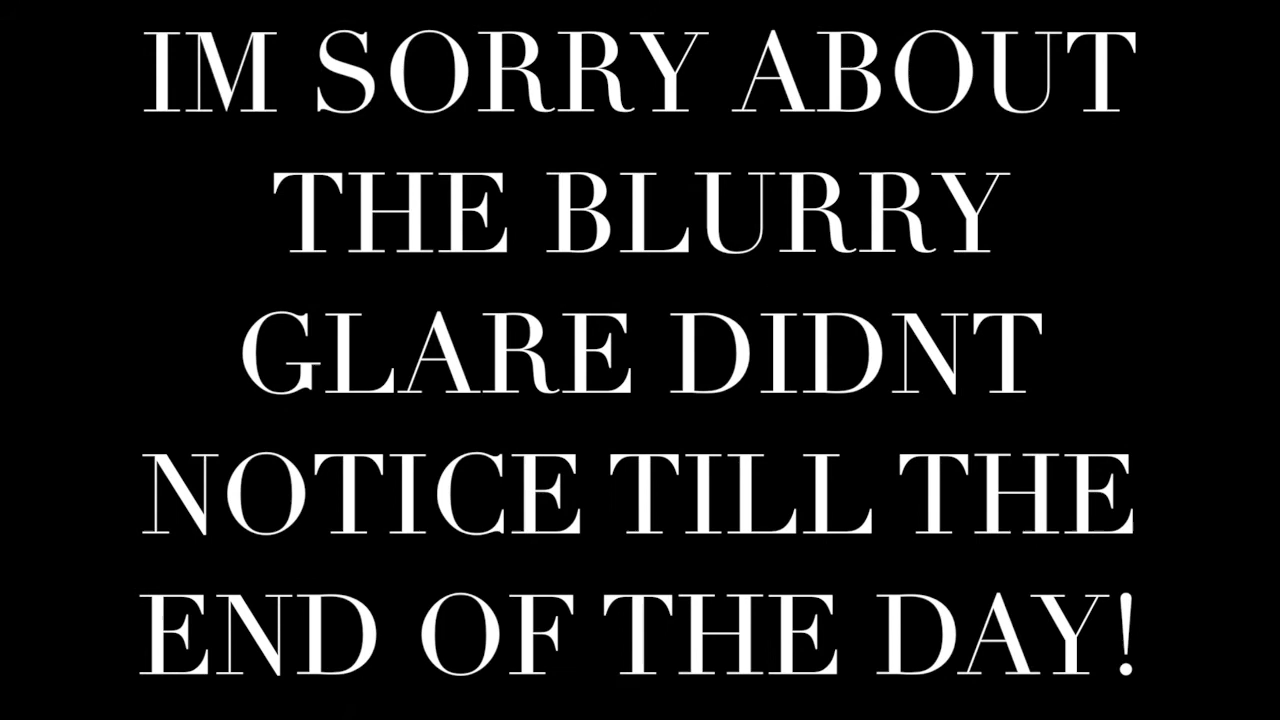 IM SORRY ABOUT
THE BLURRY
GLARE DIDNT
NOTICE TILL THE
END OF THE DAY!